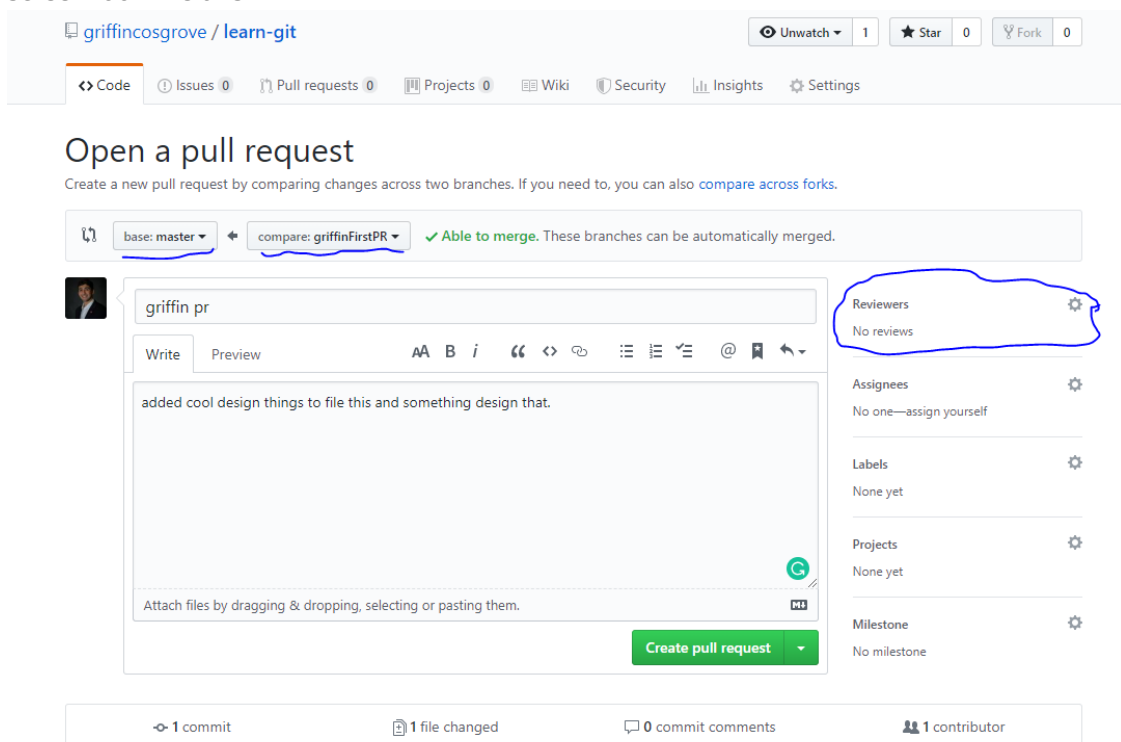 griffincosgrove / learn-git
Unwatch 1 Star 0 Fork 0
Code Issues 0 Pull requests 0 Projects 0 Wiki Security Insights Settings
Open a pull request
Create a new pull request by comparing changes across two branches. If you need to, you can also compare across forks.
base: master compare: griffinFirstPR Able to merge. These branches can be automatically merged.
griffin pr
Write Preview AA B i
added cool design things to file this and something design that.
Attach files by dragging & dropping, selecting or pasting them.
Create pull request
Reviewers
No reviews
Assignees
No one—assign yourself
Labels
None yet
Projects
None yet
Milestone
No milestone
1 commit 1 file changed 0 commit comments 1 contributor